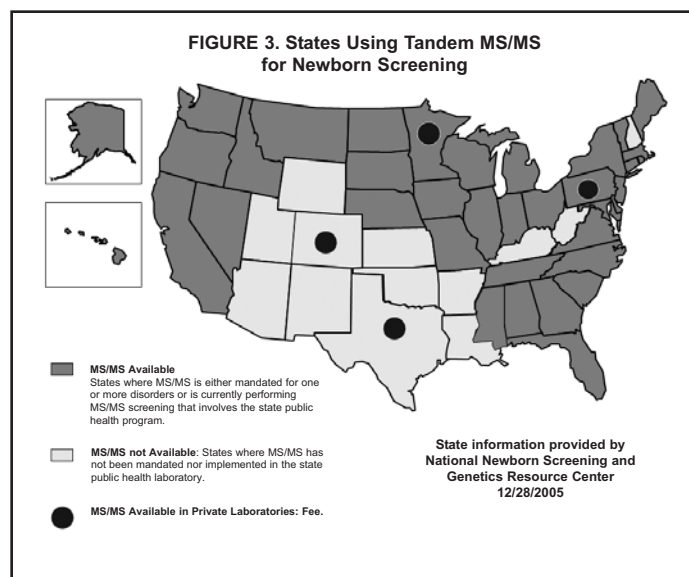 FIGURE 3. States Using Tandem MS/MS
for Newborn Screening
MS/MS Available
States where MS/MS is either mandated for one
or more disorders or is currently performing
MS/MS screening that involves the state public
health program.
MS/MS not Available: States where MS/MS has
not been mandated nor implemented in the state
public health laboratory.
MS/MS Available in Private Laboratories: Fee.
State information provided by
National Newborn Screening and
Genetics Resource Center
12/28/2005